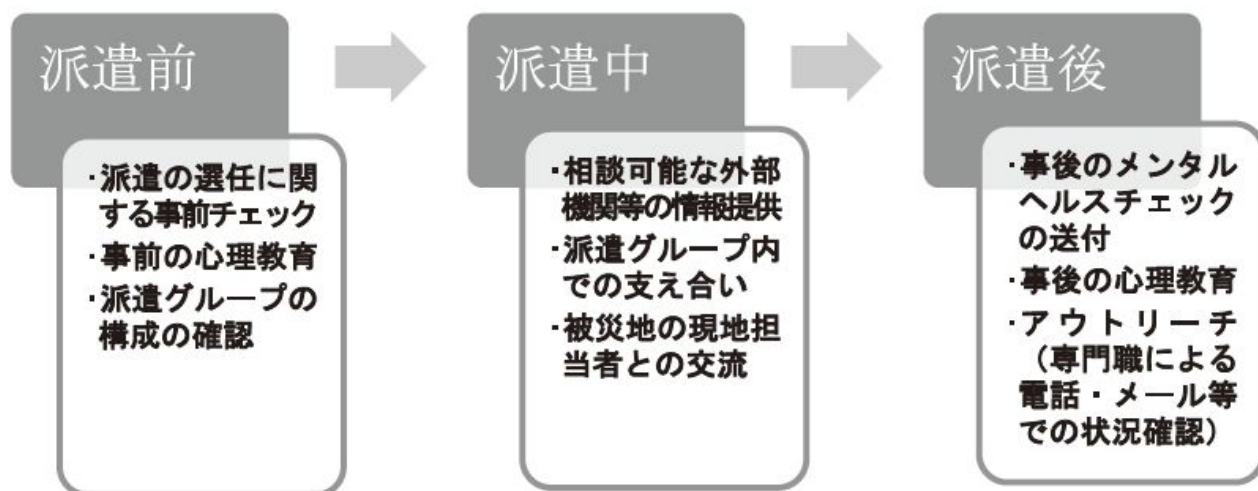 派遣前
・派遣の選任に関
する事前チェック
・事前の心理教育
・派遣グループの
構成の確認
派遣中
・相談可能な外部
機関等の情報提供
・派遣グループ内
での支え合い
・被災地の現地担
当者との交流
派遣後
・事後のメンタル
ヘルスチェック
の送付
・事後の心理教育
・アウトリーチ
（専門職による
電話・メール等
での状況確認）